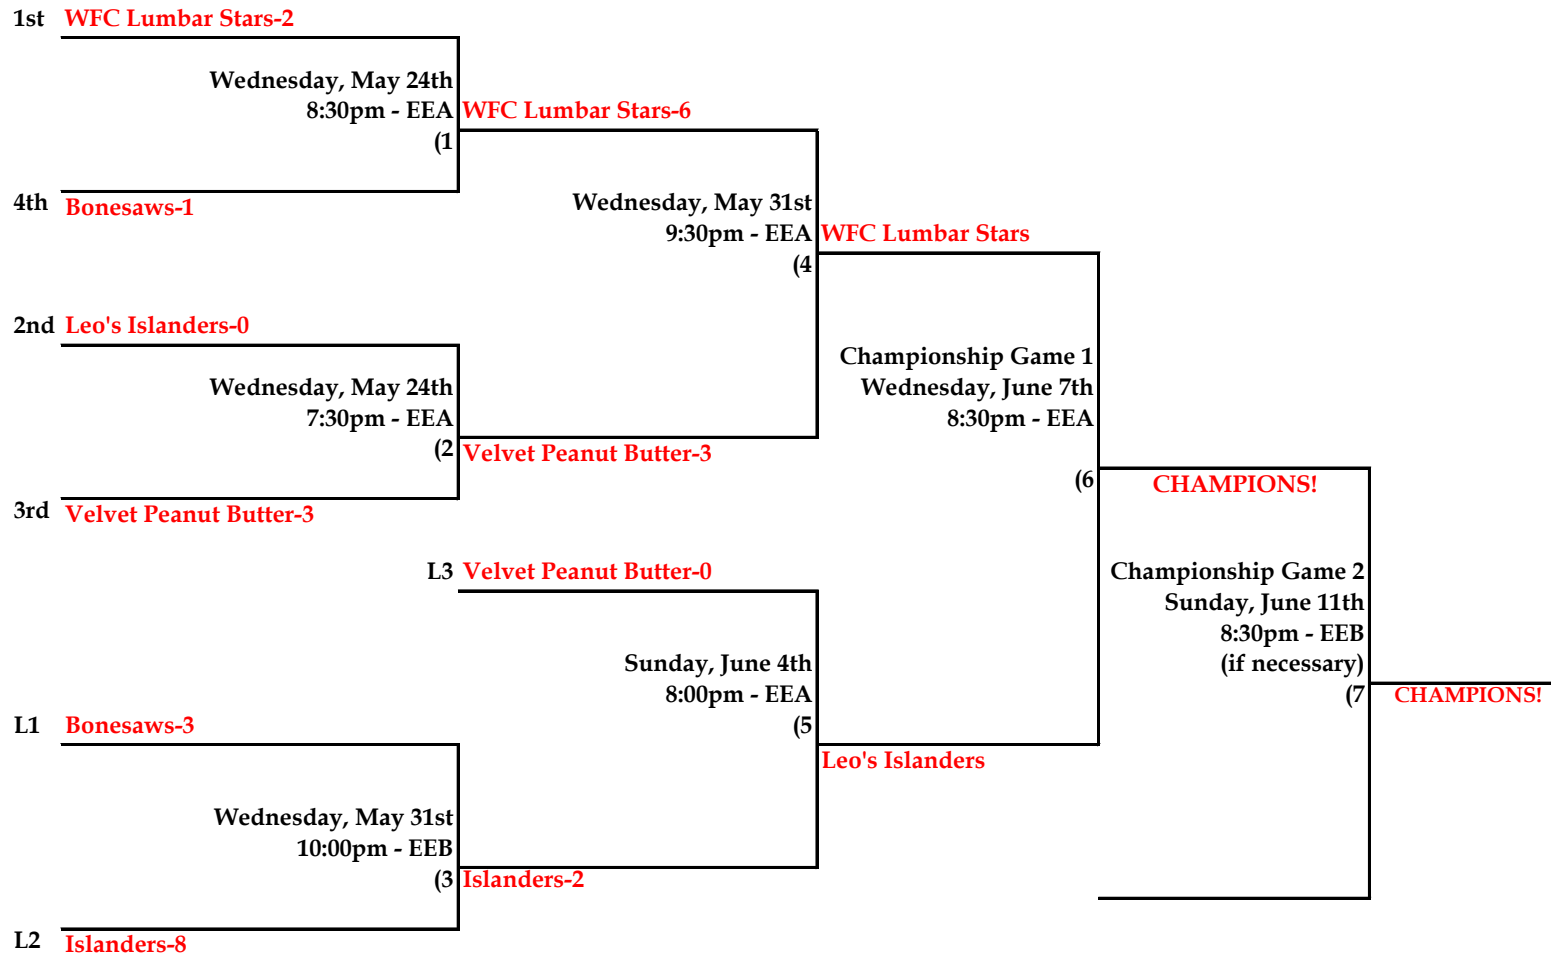 1st WFC Lumbar Stars-2
Wednesday, May 24th
8:30pm - EEA
WFC Lumbar Stars-6
(1
4th Bonesaws-1
Wednesday, May 31st
9:30pm - EEA
WFC Lumbar Stars
(4
2nd Leo's Islanders-0
Championship Game 1
Wednesday, June 7th
8:30pm - EEA
Wednesday, May 24th
7:30pm - EEA
(2
Velvet Peanut Butter-3
(6
CHAMPIONS!
3rd Velvet Peanut Butter-3
L3 Velvet Peanut Butter-0
Championship Game 2
Sunday, June 11th
8:30pm - EEB
(if necessary)
(7
CHAMPIONS!
Sunday, June 4th
8:00pm - EEA
(5
L1 Bonesaws-3
Leo's Islanders
Wednesday, May 31st
10:00pm - EEB
(3
Islanders-2
L2 Islanders-8